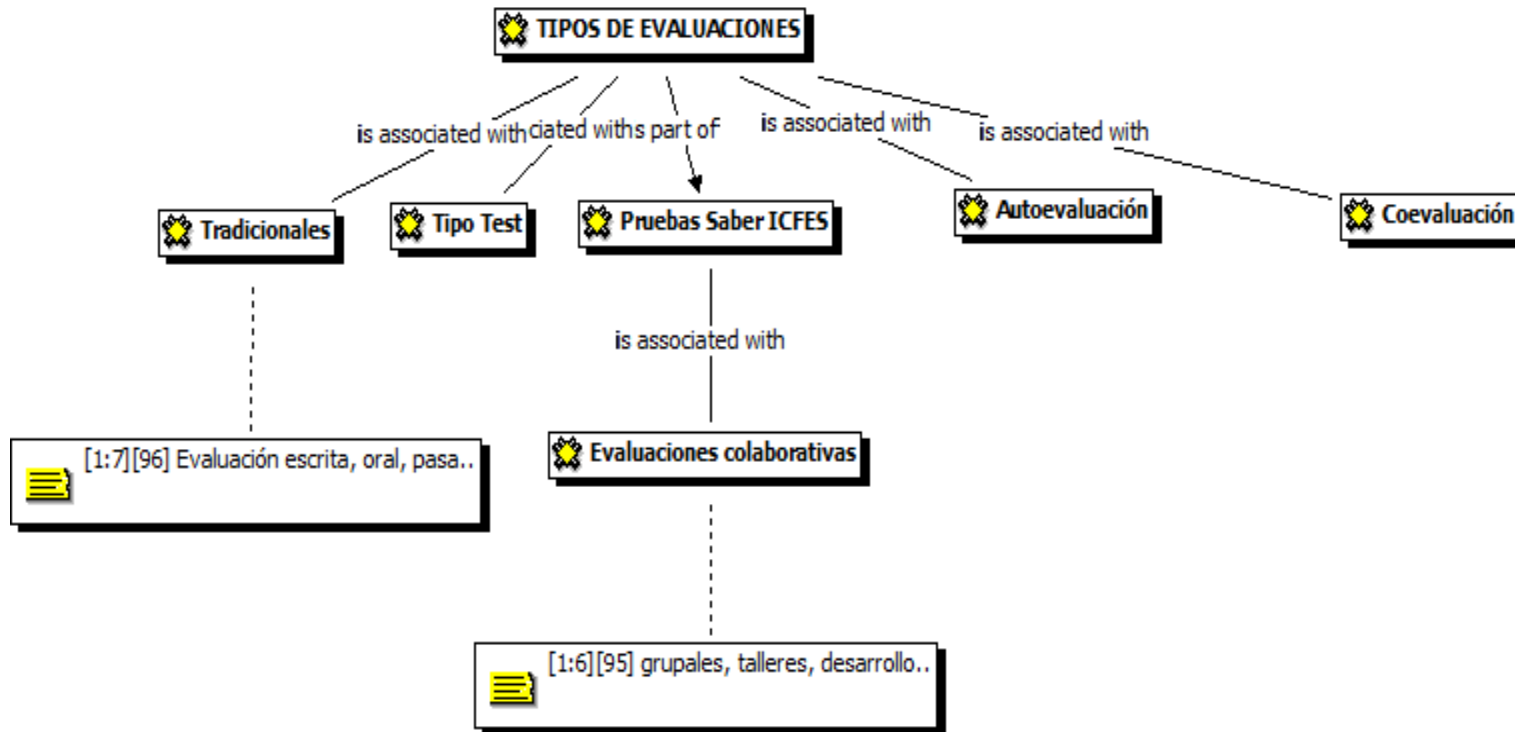 TIPOS DE EVALUACIONES
is associated with
ciated with
s part of
is associated with
is associated with
Tradicionales
Tipo Test
Pruebas Saber ICFES
Autoevaluación
Coevaluación
is associated with
Evaluaciones colaborativas
[1:7][96] Evaluación escrita, oral, pasa..
[1:6][95] grupales, talleres, desarrollo..